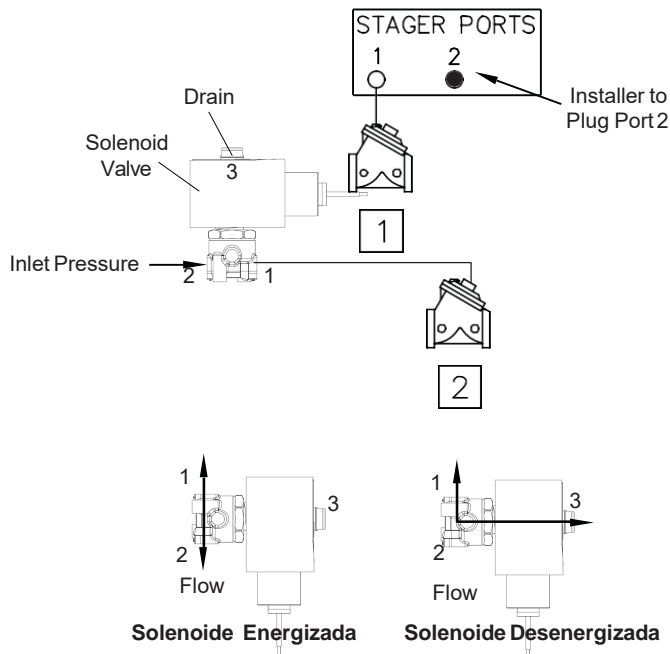 STAGER PORTS
1 2
Installer to
Plug Port 2
Drain
Solenoid
Valve
3
1
Inlet Pressure
2 1
2
1
2
3
Flow
Solenoide Energizada
1
2
3
Flow
Solenoide Desenergizada